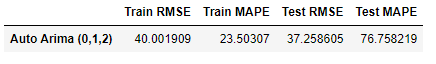 Train RMSE Train MAPE Test RMSE Test MAPE
Auto Arima (0,1,2) 40.001909 23.50307 37.258605 76.758219